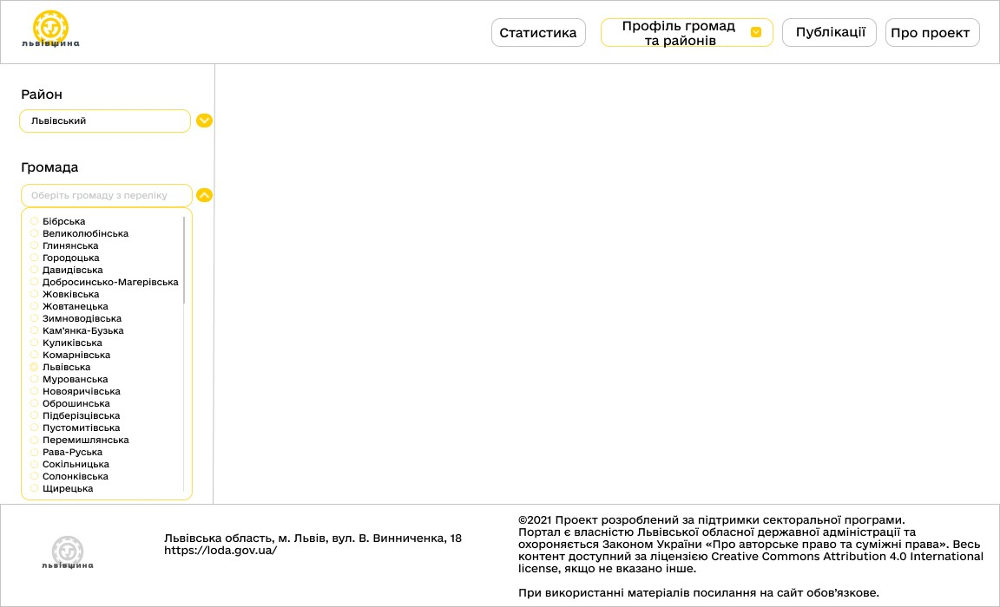 львівщина
Статистика
Профіль громад
та районів
Публікації
Про проект
Район
Львівський
Громада
Оберіть громаду з переліку
Бібрська
Великолюбінська
Глинянська
Городоцька
Давидівська
Добросинсько-Магерівська
Жовківська
Жовтанецька
Зимноводівська
Кам'янка-Бузька
Куликівська
Комарнівська
Львівська
Мурованська
Новояричівська
Оброшинська
Підберізцівська
Пустомитівська
Перемишлянська
Рава-Руська
Сокільницька
Солонківська
Щирецька
львівщина
Львівська область, м. Львів, вул. В. Винниченка, 18
https://loda.gov.ua/
©2021 Проект розроблений за підтримки секторальної програми.
Портал є власністю Львівської обласної державної адміністрації та
охороняється Законом України «Про авторське право та суміжні права». Весь
контент доступний за ліцензією Creative Commons Attribution 4.0 International
license, якщо не вказано інше.
При використанні матеріалів посилання на сайт обов’язкове.